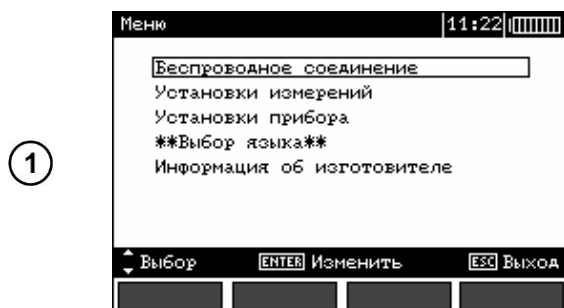 Меню 11:22
Беспроводное соединение
Установки измерений
Установки прибора
**Выбор языка**
Информация об изготовителе
1
Выбор ENTER Изменить ESC Выход